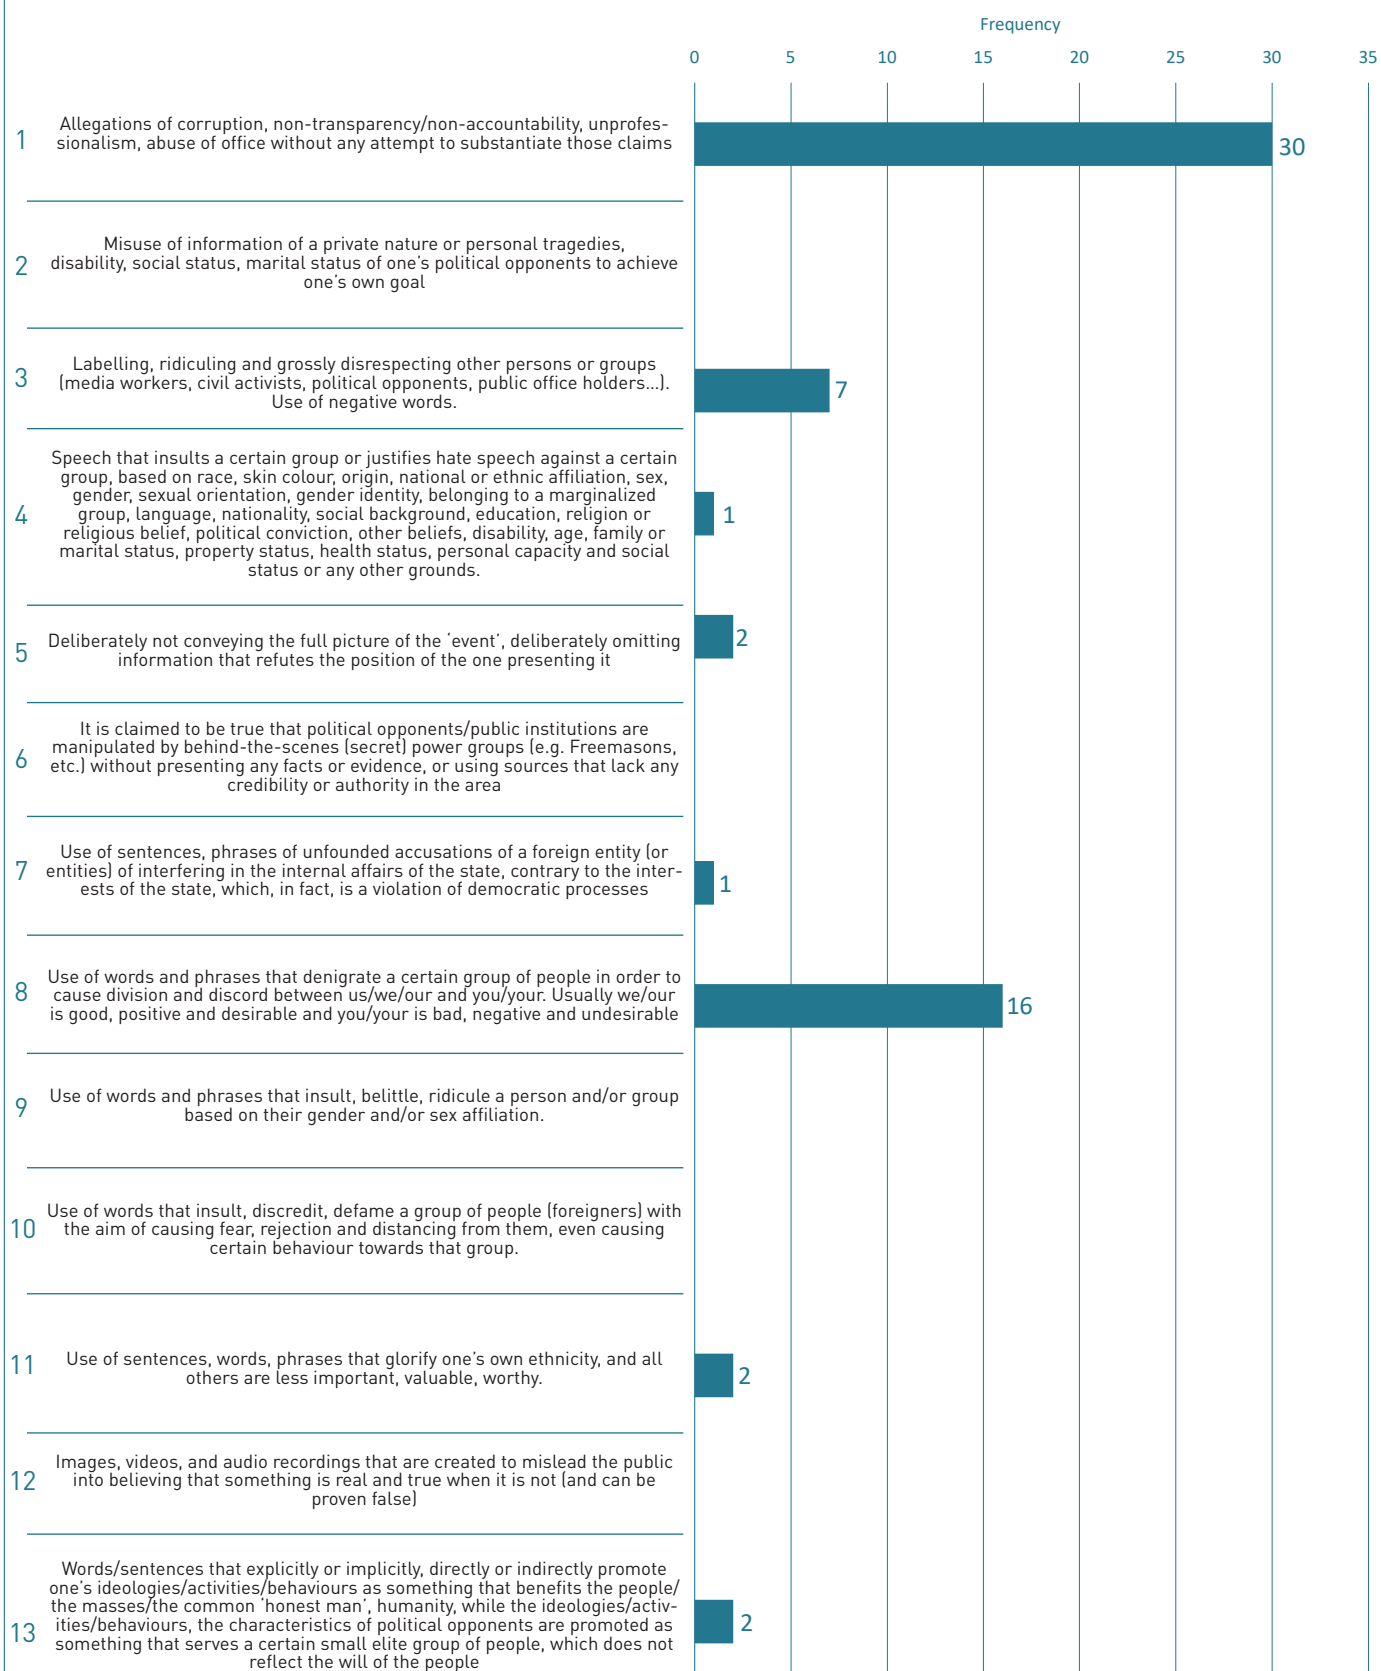 Frequency
0 5 10 15 20 25 30 35
1
Allegations of corruption, non-transparency/non-accountability, unprofes-
sionalism, abuse of office without any attempt to substantiate those claims
30
2
Misuse of information of a private nature or personal tragedies,
disability, social status, marital status of one's political opponents to achieve
one's own goal
3
Labelling, ridiculing and grossly disrespecting other persons or groups
(media workers, civil activists, political opponents, public office holders...).
Use of negative words.
7
4
Speech that insults a certain group or justifies hate speech against a certain
group, based on race, skin colour, origin, national or ethnic affiliation, sex,
gender, sexual orientation, gender identity, belonging to a marginalized
group, language, nationality, social background, education, religion or
religious belief, political conviction, other beliefs, disability, age, family or
marital status, property status, health status, personal capacity and social
status or any other grounds.
1
5
Deliberately not conveying the full picture of the 'event', deliberately omitting
information that refutes the position of the one presenting it
2
6
It is claimed to be true that political opponents/public institutions are
manipulated by behind-the-scenes (secret) power groups (e.g. Freemasons,
etc.) without presenting any facts or evidence, or using sources that lack any
credibility or authority in the area
7
Use of sentences, phrases of unfounded accusations of a foreign entity (or
entities) of interfering in the internal affairs of the state, contrary to the inter-
ests of the state, which, in fact, is a violation of democratic processes
1
8
Use of words and phrases that denigrate a certain group of people in order to
cause division and discord between us/we/our and you/your. Usually we/our
is good, positive and desirable and you/your is bad, negative and undesirable
16
9
Use of words and phrases that insult, belittle, ridicule a person and/or group
based on their gender and/or sex affiliation.
10
Use of words that insult, discredit, defame a group of people (foreigners) with
the aim of causing fear, rejection and distancing from them, even causing
certain behaviour towards that group.
11
Use of sentences, words, phrases that glorify one's own ethnicity, and all
others are less important, valuable, worthy.
2
12
Images, videos, and audio recordings that are created to mislead the public
into believing that something is real and true when it is not (and can be
proven false)
13
Words/sentences that explicitly or implicitly, directly or indirectly promote
one's ideologies/activities/behaviours as something that benefits the people/
the masses/the common 'honest man', humanity, while the ideologies/activ-
ities/behaviours, the characteristics of political opponents are promoted as
something that serves a certain small elite group of people, which does not
reflect the will of the people
2